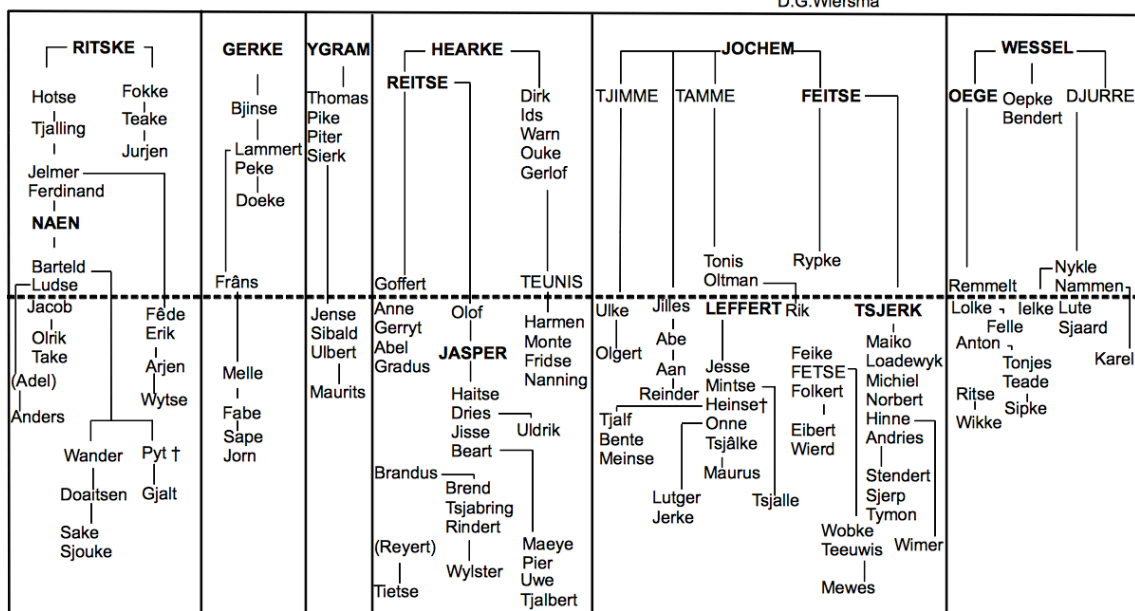 D.G.Wiersma
RITSKE
Hotse
Tjalling
Jelmer
Ferdinand
NAEN
Barteld
Ludse
Jacob
Olrik
Take
(Adel)
Anders
Fokke
Teake
Jurjen
Fêde
Erik
Arjen
Wytse
Wander
Doaitsen
Sake
Sjouke
Pyt †
Gjalt
GERKE
Bjinse
Lammert
Peke
Doeke
Frâns
Melle
Fabe
Sape
Jorn
YGRAM
Thomas
Pike
Piter
Sierk
Jense
Sibald
Ulbert
Maurits
HEARKE
REITSE
Goffert
Anne
Gerryt
Abel
Gradus
Olof
JASPER
Haitse
Dries
Jisse
Beart
Uldrik
Brandus
Brend
Tsjabring
Rindert
Wylster
(Reyert)
Tietse
Maeye
Pier
Uwe
Tjalbert
Dirk
Ids
Warn
Ouke
Gerlof
TEUNIS
Harmen
Monte
Fridse
Nanning
JOCHEM
TJIMME
Ulke
Olgert
Jilles
Abe
Aan
Reinder
TAMME
Tonis
Oltman
Rik
LEFFERT
Jesse
Mintse
Heinse†
Onne
Tsjâlke
Maurus
Tjalf
Bente
Meinse
Lutger
Jerke
Tsjalle
FEITSE
Rypke
Feike
FETSE
Folkert
Eibert
Wierd
Wobke
Teeuwis
Mewes
TSJERK
Maiko
Loadewyk
Michiel
Norbert
Hinne
Andries
Stendert
Sjerp
Tymon
Wimer
WESSEL
OEGE
Remmelt
Lolke
Felle
Anton
Tonjes
Teade
Sipke
Ritse
Wikke
Oepke
Bendert
DJURRE
Nykle
Nammen
Ielke
Lute
Sjaard
Karel